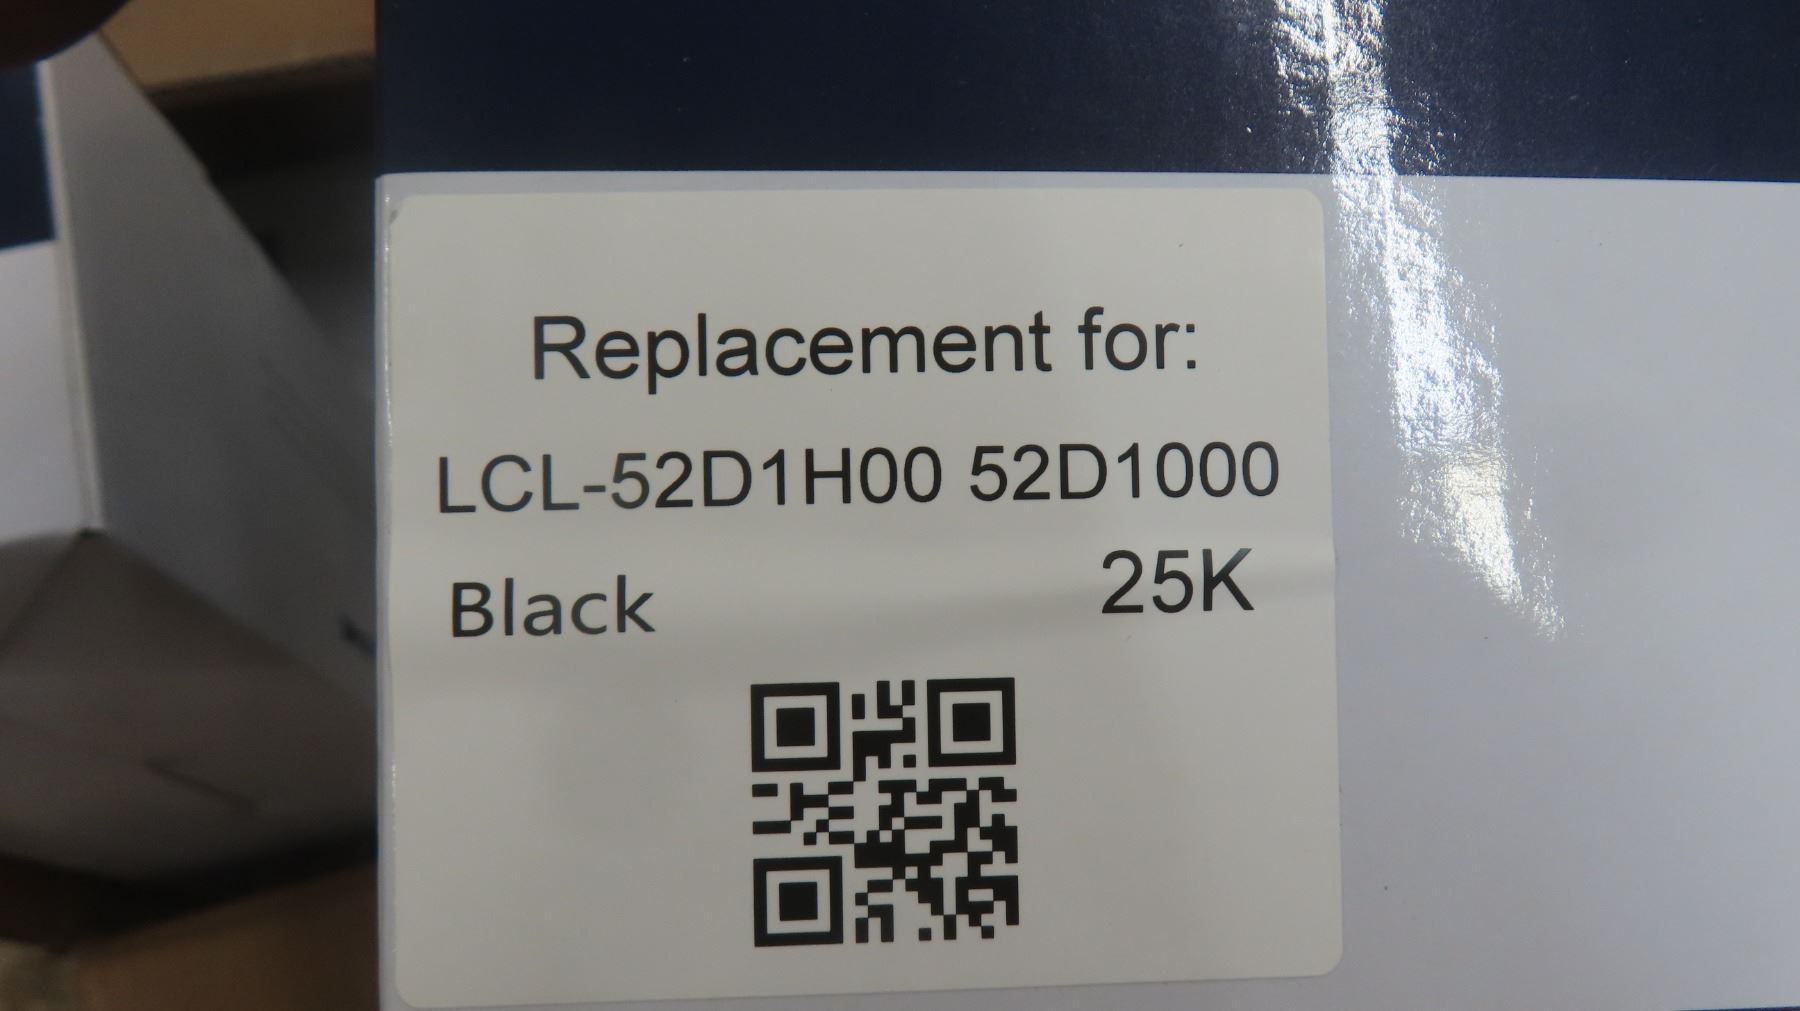 Replacement for:
LCL-52D1H00 52D1000
Black 25K